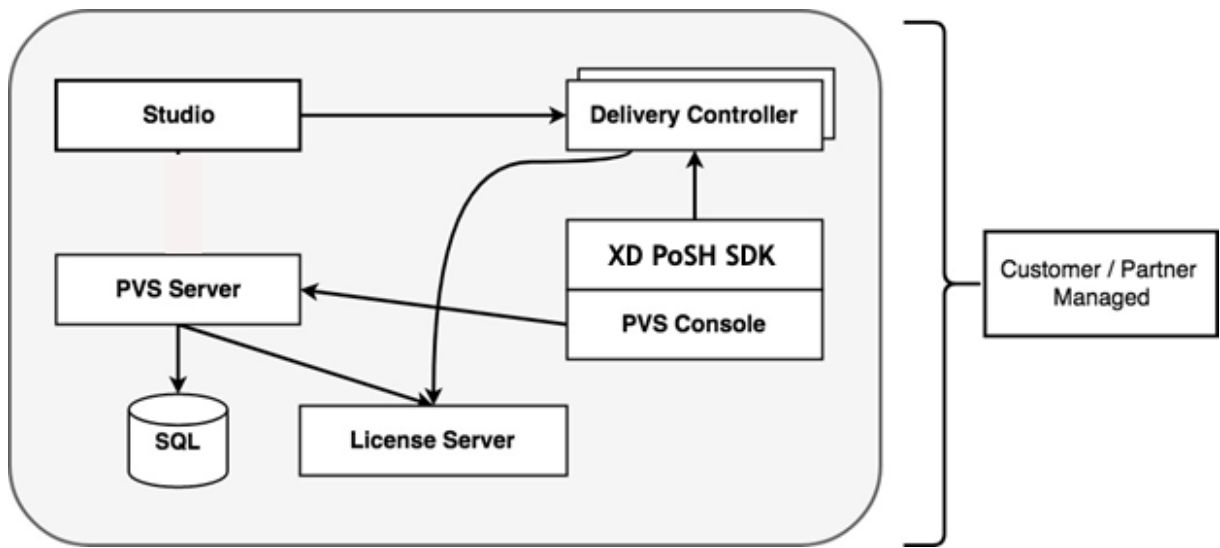 Studio
Delivery Controller
XD PoSH SDK
PVS Server
PVS Console
Customer / Partner
Managed
SQL
License Server